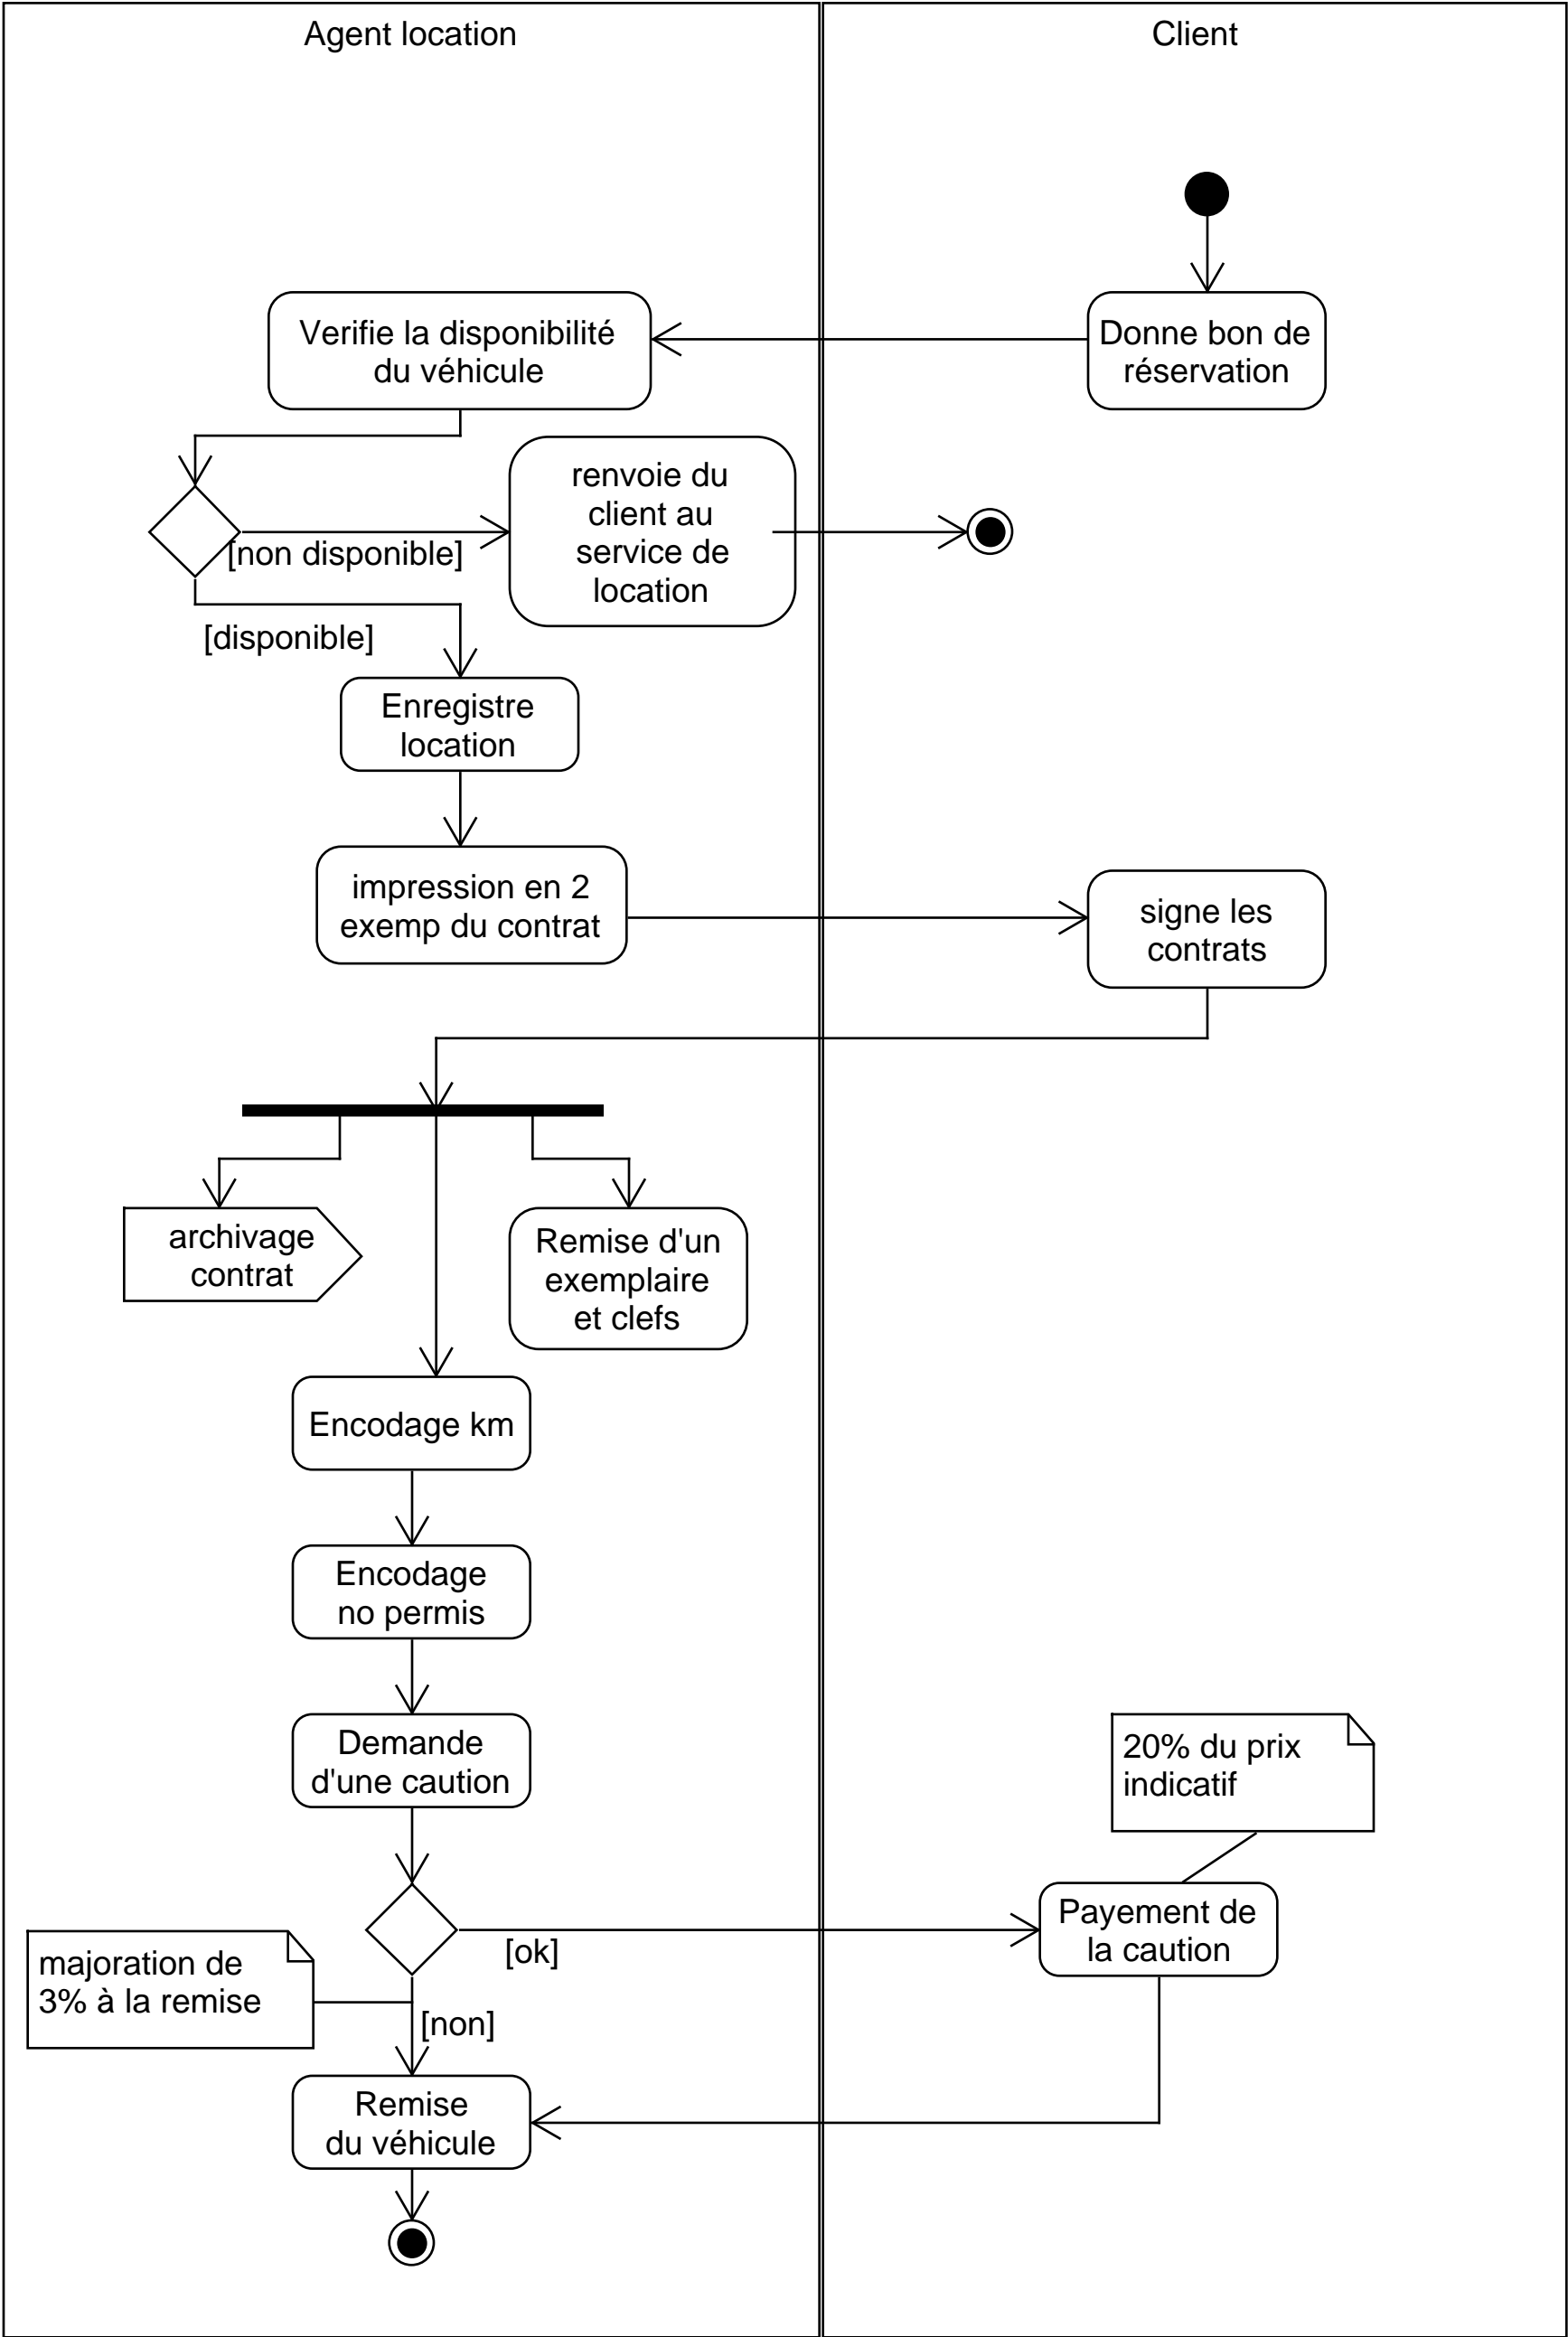 Agent location
Client
Verifie la disponibilité
du véhicule
Donne bon de
réservation
renvoie du
client au
service de
location
[non disponible]
[disponible]
Enregistre
location
impression en 2
exemp du contrat
signe les
contrats
archivage
contrat
Remise d'un
exemplaire
et clefs
Encodage km
Encodage
no permis
Demande
d'une caution
20% du prix
indicatif
Payement de
la caution
[ok]
majoration de
3% à la remise
[non]
Remise
du véhicule